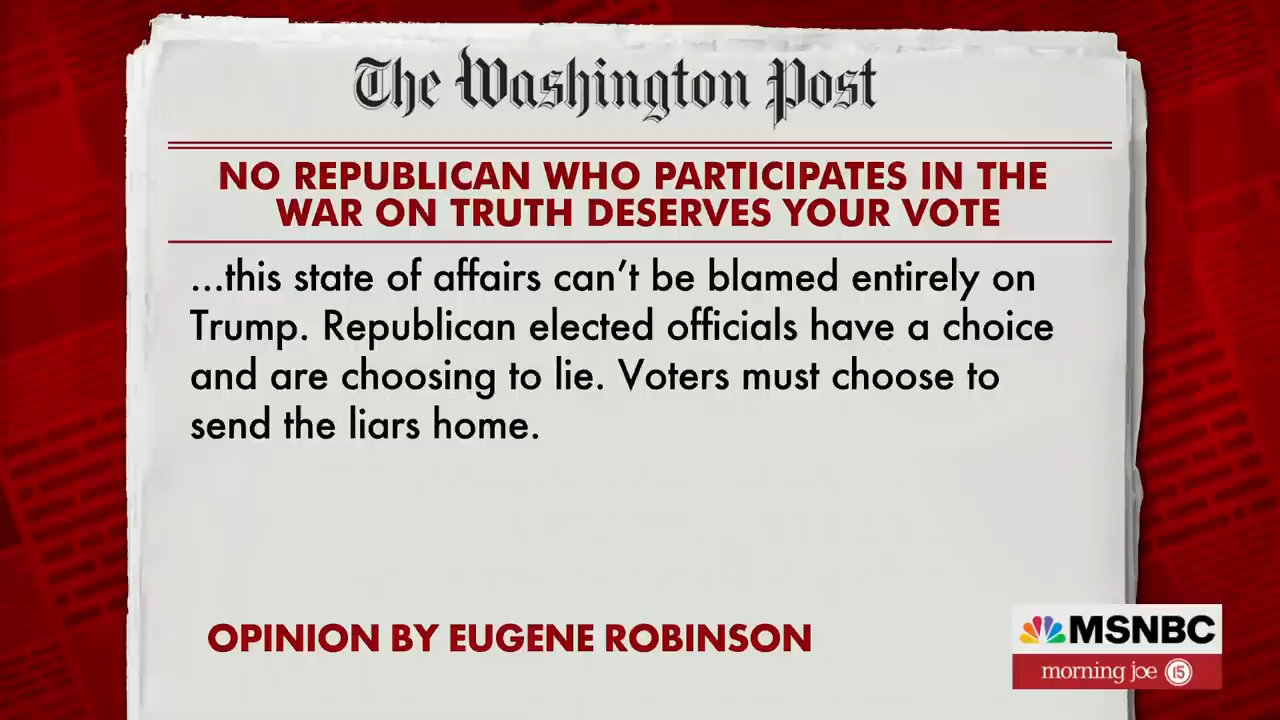 The Washington Post
NO REPUBLICAN WHO PARTICIPATES IN THE
WAR ON TRUTH DESERVES YOUR VOTE
...this state of affairs can't be blamed entirely on
Trump. Republican elected officials have a choice
and are choosing to lie. Voters must choose to
send the liars home.
OPINION BY EUGENE ROBINSON
MSNBC
morning joe 15